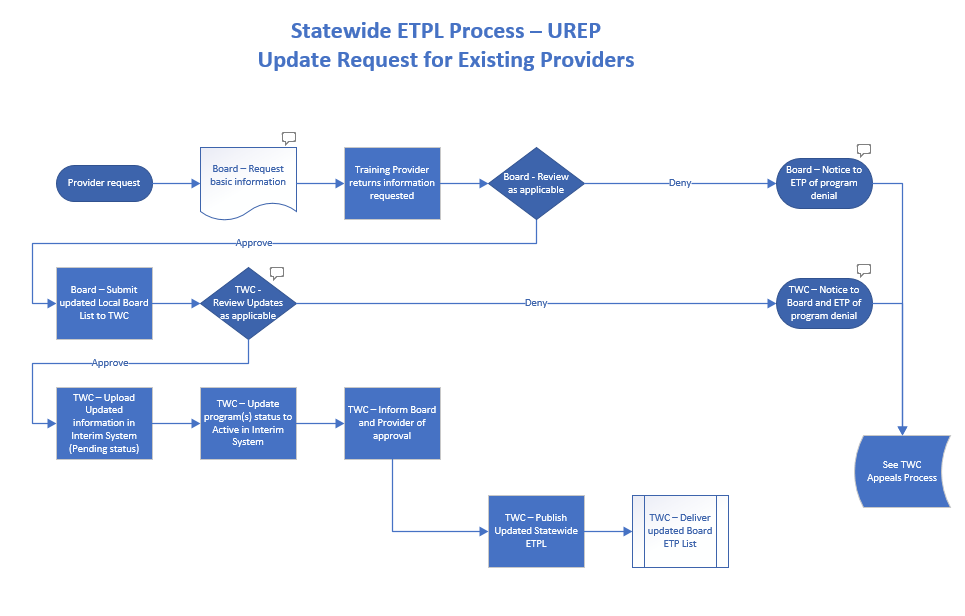 Statewide ETPL Process – UREP
Update Request for Existing Providers
Provider request
Board – Request
basic information
Training Provider
returns information
requested
Board - Review
as applicable
Deny
Board – Notice to
ETP of program
denial
Approve
Board – Submit
updated Local Board
List to TWC
TWC -
Review Updates
as applicable
Deny
TWC – Notice to
Board and ETP of
program denial
Approve
TWC – Upload
Updated
information in
Interim System
(Pending status)
TWC – Update
program(s) status to
Active in Interim
System
TWC – Inform Board
and Provider of
approval
See TWC
Appeals Process
TWC – Publish
Updated Statewide
ETPL
TWC – Deliver
updated Board
ETP List